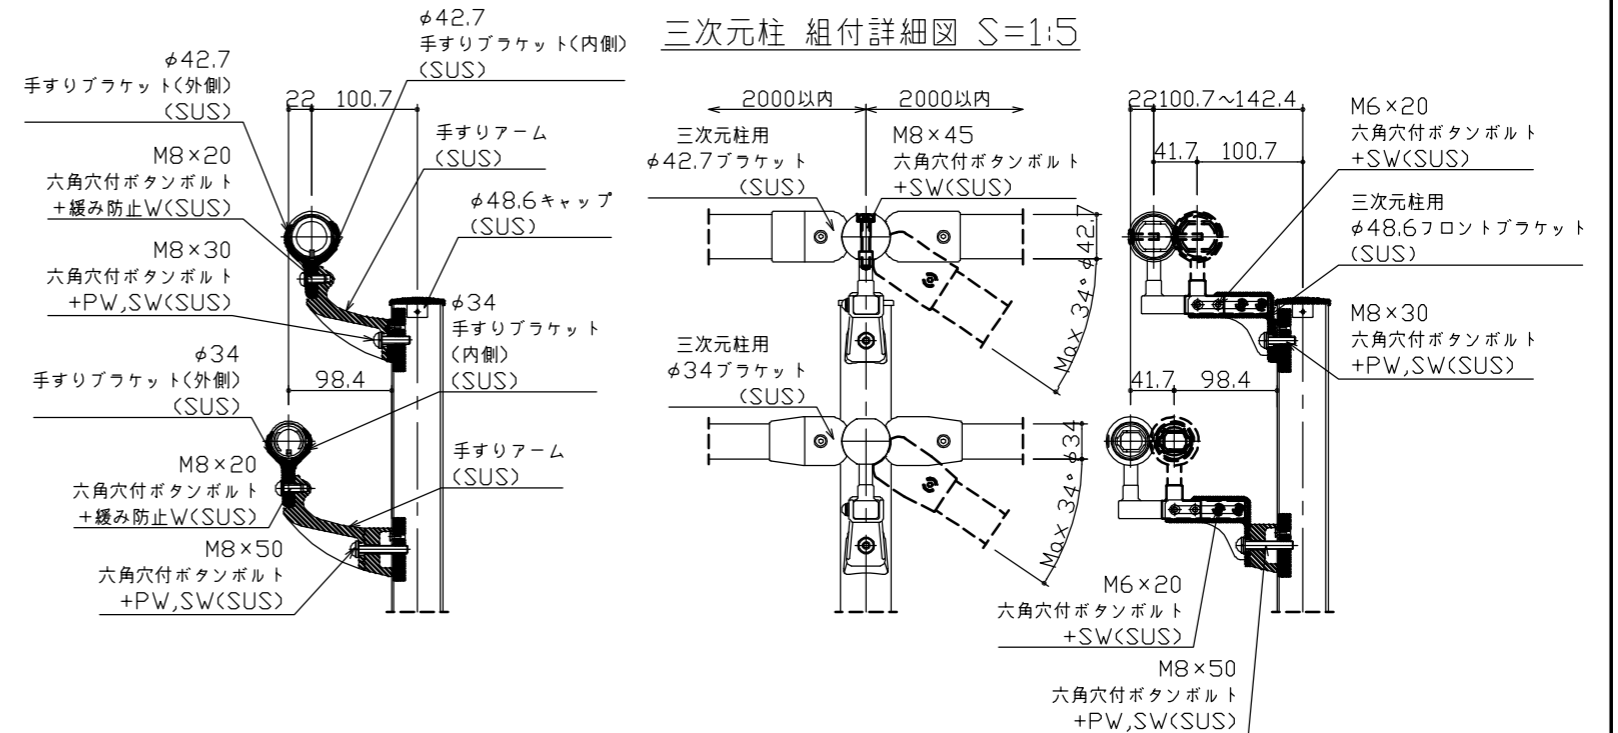 三次元柱 組付詳細図 S=1:5
φ42.7
手すりブラケット(内側)
(SUS)
φ42.7
手すりブラケット(外側)
(SUS)
22
100.7
手すりアーム
(SUS)
M8×20
六角穴付ボタンボルト
+緩み防止W(SUS)
φ48.6キャップ
(SUS)
M8×30
六角穴付ボタンボルト
+PW,SW(SUS)
φ34
手すりブラケット
(内側)
(SUS)
φ34
手すりブラケット(外側)
(SUS)
98.4
手すりアーム
(SUS)
M8×20
六角穴付ボタンボルト
+緩み防止W(SUS)
M8×50
六角穴付ボタンボルト
+PW,SW(SUS)
2000以内
2000以内
三次元柱用
φ42.7ブラケット
(SUS)
M8×45
六角穴付ボタンボルト
+SW(SUS)
φ42.7
Max 34°
三次元柱用
φ34ブラケット
(SUS)
φ34
Max 34°
22
100.7~142.4
41.7
100.7
M6×20
六角穴付ボタンボルト
+SW(SUS)
三次元柱用
φ48.6フロントブラケット
(SUS)
M8×30
六角穴付ボタンボルト
+PW,SW(SUS)
41.7
98.4
M6×20
六角穴付ボタンボルト
+SW(SUS)
M8×50
六角穴付ボタンボルト
+PW,SW(SUS)